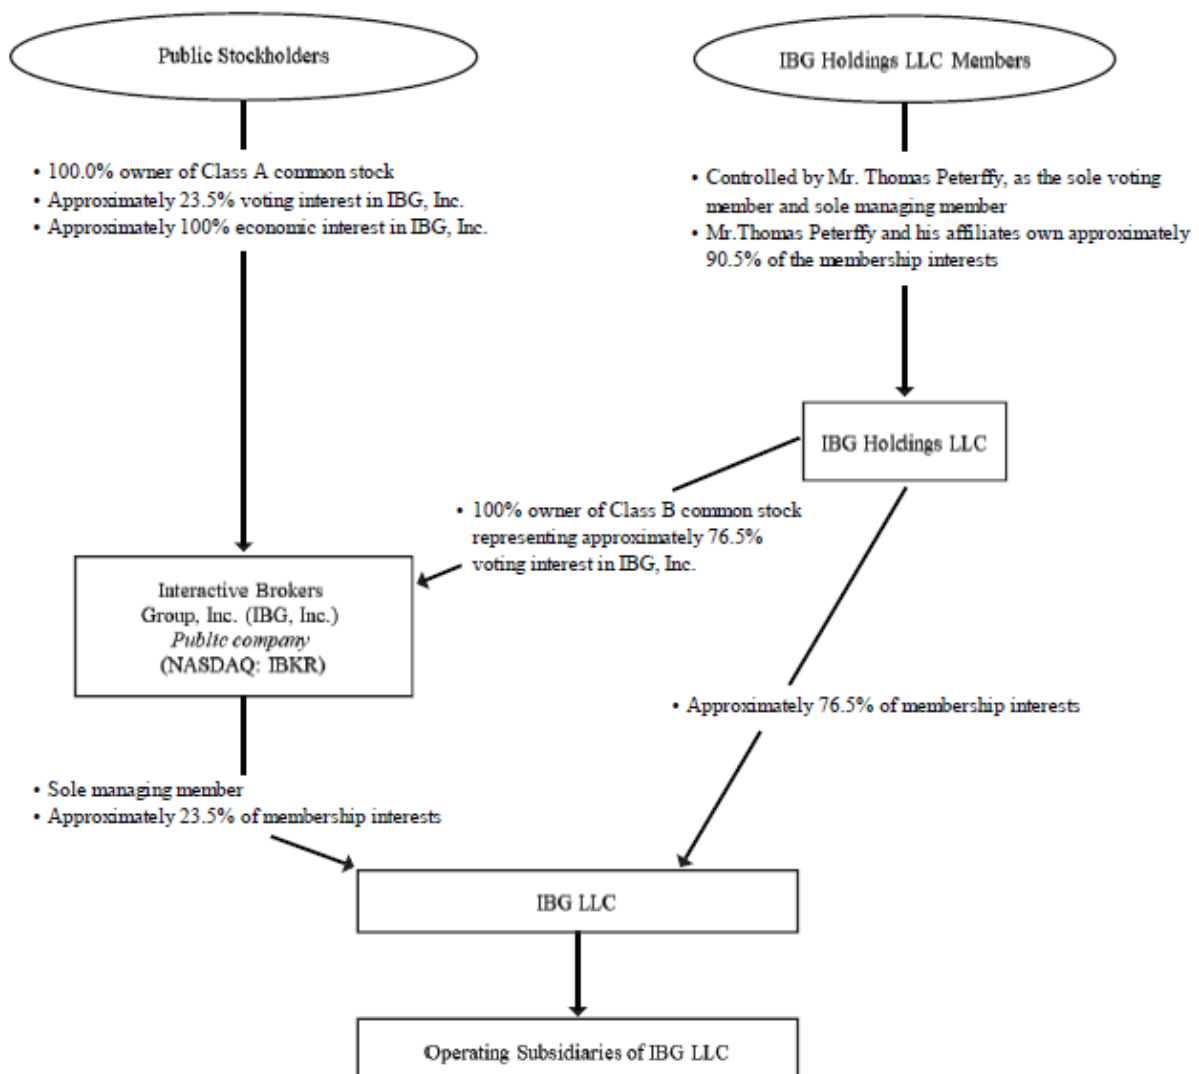 Public Stockholders
IBG Holdings LLC Members
• 100.0% owner of Class A common stock
• Approximately 23.5% voting interest in IBG, Inc.
• Approximately 100% economic interest in IBG, Inc.
• Controlled by Mr. Thomas Peterffy, as the sole voting
member and sole managing member
• Mr.Thomas Peterffy and his affiliates own approximately
90.5% of the membership interests
IBG Holdings LLC
• 100% owner of Class B common stock
representing approximately 76.5%
voting interest in IBG, Inc.
Interactive Brokers
Group, Inc. (IBG, Inc.)
Public company
(NASDAQ: IBKR)
• Approximately 76.5% of membership interests
• Sole managing member
• Approximately 23.5% of membership interests
IBG LLC
Operating Subsidiaries of IBG LLC